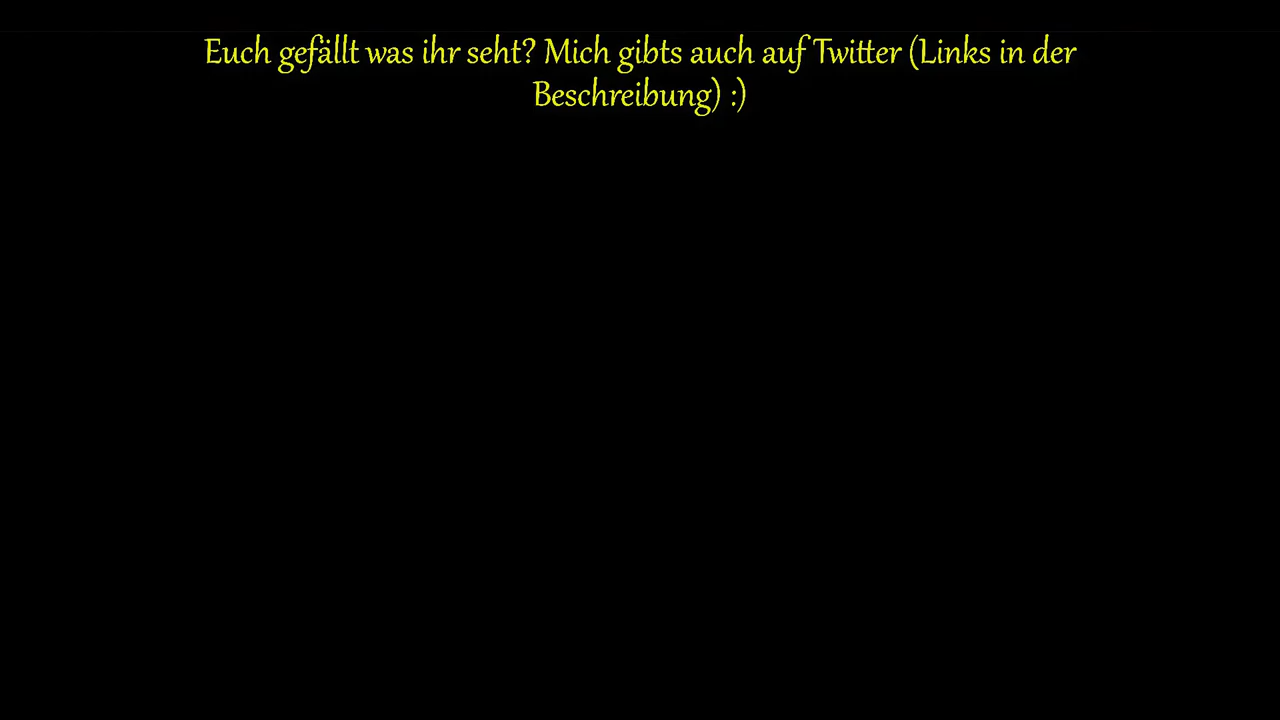 Euch gefällt was ihr seht? Mich gibts auch auf Twitter (Links in der
Beschreibung) :)